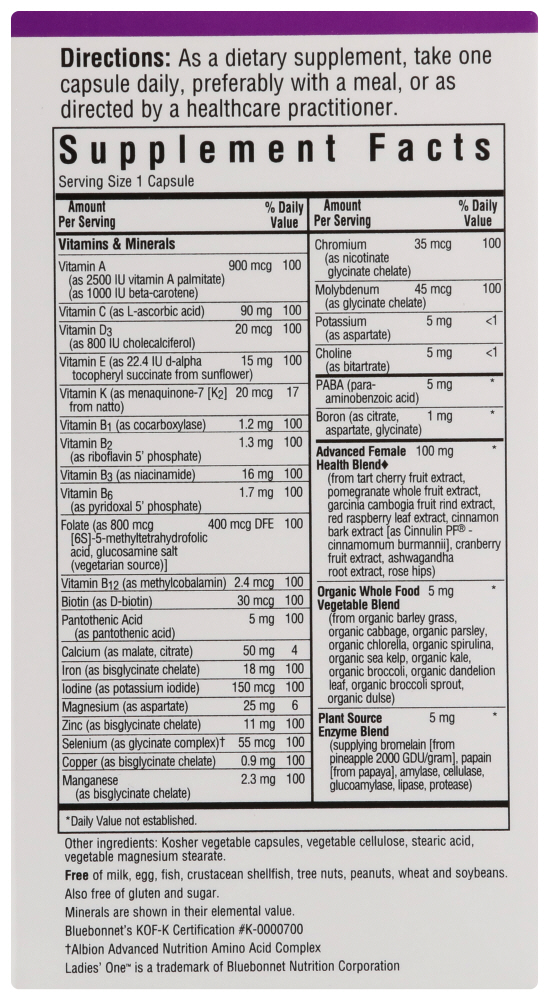 Directions: As a dietary supplement, take one
capsule daily, preferably with a meal, or as
directed by a healthcare practitioner.
Supplement Facts
Serving Size 1 Capsule
Amount Per Serving % Daily Value
Vitamins & Minerals
Vitamin A 900 mcg 100
(as 2500 IU vitamin A palmitate)
(as 1000 IU beta-carotene)
Vitamin C (as L-ascorbic acid) 90 mg 100
Vitamin D3 20 mcg 100
(as 800 IU cholecalciferol)
Vitamin E (as 22.4 IU d-alpha 15 mg 100
tocopheryl succinate from sunflower)
Vitamin K (as menaquinone-7 [K2] 20 mcg 17
from natto)
Vitamin B1 (as cocarboxylase) 1.2 mg 100
Vitamin B2 1.3 mg 100
(as riboflavin 5' phosphate)
Vitamin B3 (as niacinamide) 16 mg 100
Vitamin B6 1.7 mg 100
(as pyridoxal 5' phosphate)
Folate (as 800 mcg 400 mcg DFE 100
[6S]-5-methyltetrahydrofolic
acid, glucosamine salt
(vegetarian source)]
Vitamin B12 (as methylcobalamin) 2.4 mcg 100
Biotin (as D-biotin) 30 mcg 100
Pantothenic Acid 5 mg 100
(as pantothenic acid)
Calcium (as malate, citrate) 50 mg 4
Iron (as bisglycinate chelate) 18 mg 100
Iodine (as potassium iodide) 150 mcg 100
Magnesium (as aspartate) 25 mg 6
Zinc (as bisglycinate chelate) 11 mg 100
Selenium (as glycinate complex)† 55 mcg 100
Copper (as bisglycinate chelate) 0.9 mg 100
Manganese 2.3 mg 100
(as bisglycinate chelate)
Amount Per Serving % Daily Value
Chromium 35 mcg 100
(as nicotinate
glycinate chelate)
Molybdenum 45 mcg 100
(as glycinate chelate)
Potassium 5 mg <1
(as aspartate)
Choline 5 mg <1
(as bitartrate)
PABA (para- 5 mg *
aminobenzoic acid)
Boron (as citrate, 1 mg *
aspartate, glycinate)
Advanced Female 100 mg *
Health Blend♦
(from tart cherry fruit extract,
pomegranate whole fruit extract,
garcinia cambogia fruit rind extract,
red raspberry leaf extract, cinnamon
bark extract [as Cinnulin PF® -
cinnamomum burmannii], cranberry
fruit extract, ashwagandha
root extract, rose hips)
Organic Whole Food 5 mg *
Vegetable Blend
(from organic barley grass,
organic cabbage, organic parsley,
organic chlorella, organic spirulina,
organic sea kelp, organic kale,
organic broccoli, organic dandelion
leaf, organic broccoli sprout,
organic dulse)
Plant Source 5 mg *
Enzyme Blend
(supplying bromelain [from
pineapple 2000 GDU/gram], papain
[from papaya], amylase, cellulase,
glucoamylase, lipase, protease)
*Daily Value not established.
Other ingredients: Kosher vegetable capsules, vegetable cellulose, stearic acid,
vegetable magnesium stearate.
Free of milk, egg, fish, crustacean shellfish, tree nuts, peanuts, wheat and soybeans.
Also free of gluten and sugar.
Minerals are shown in their elemental value.
Bluebonnet's KOF-K Certification #K-0000700
†Albion Advanced Nutrition Amino Acid Complex
Ladies' One™ is a trademark of Bluebonnet Nutrition Corporation